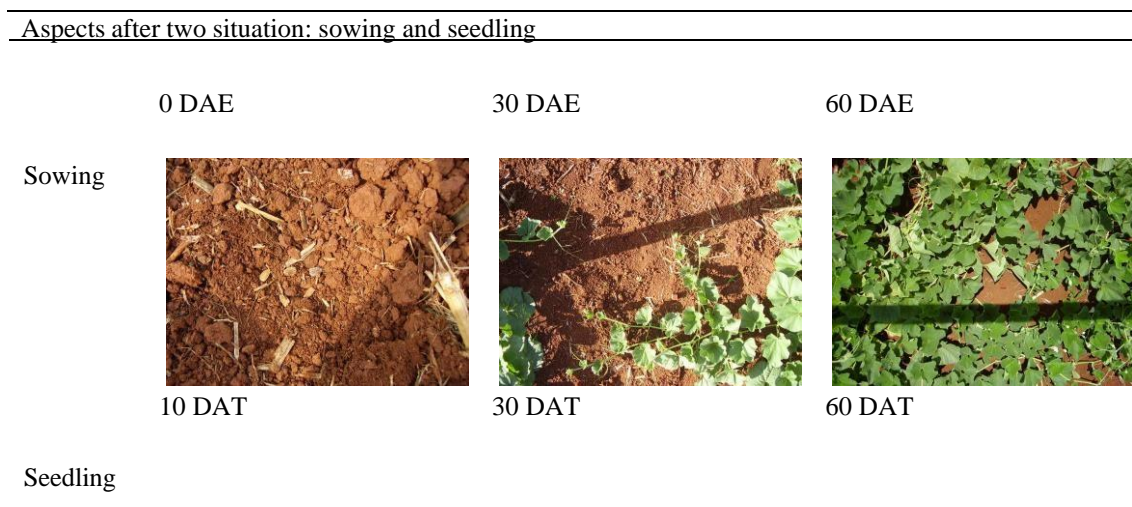 Aspects after two situation: sowing and seedling
0 DAE 30 DAE 60 DAE
Sowing
10 DAT 30 DAT 60 DAT
Seedling